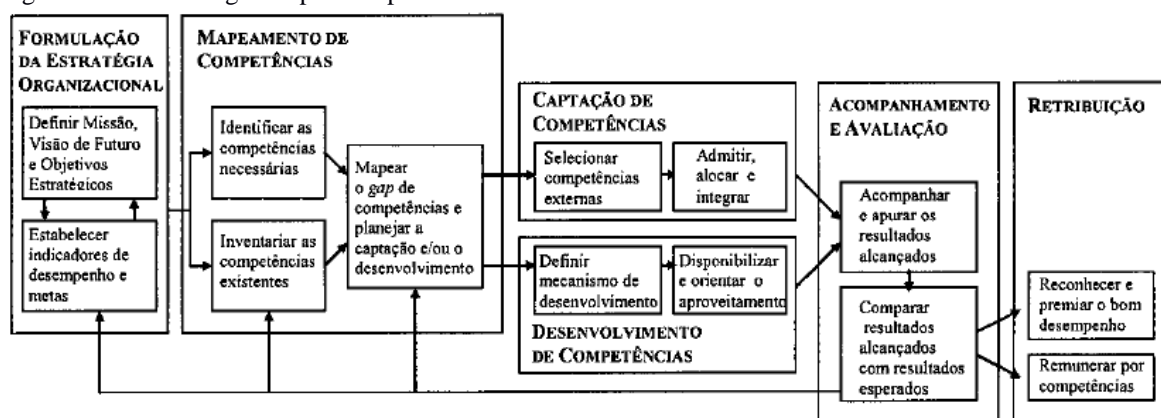 FORMULAÇÃO
DA ESTRATÉGIA
ORGANIZACIONAL
Definir Missão,
Visão de Futuro
e Objetivos
Estratégicos
Estabelecer
indicadores de
desempenho e
metas
MAPEAMENTO DE
COMPETÊNCIAS
Identificar as
competências
necessárias
Inventariar as
competências
existentes
Mapear
o gap de
competências e
planejar a
captação e/ou o
desenvolvimento
CAPTAÇÃO DE
COMPETÊNCIAS
Selecionar
competências
externas
Admitir,
alocar e
integrar
Definir
mecanismo de
desenvolvimento
Disponibilizar
e orientar o
aproveitamento
DESENVOLVIMENTO
DE COMPETÊNCIAS
ACOMPANHAMENTO
E AVALIAÇÃO
Acompanhar
e apurar os
resultados
alcançados
Comparar
resultados
alcançados
com resultados
esperados
RETRIBUIÇÃO
Reconhecer e
premiar o bom
desempenho
Remunerar por
competências